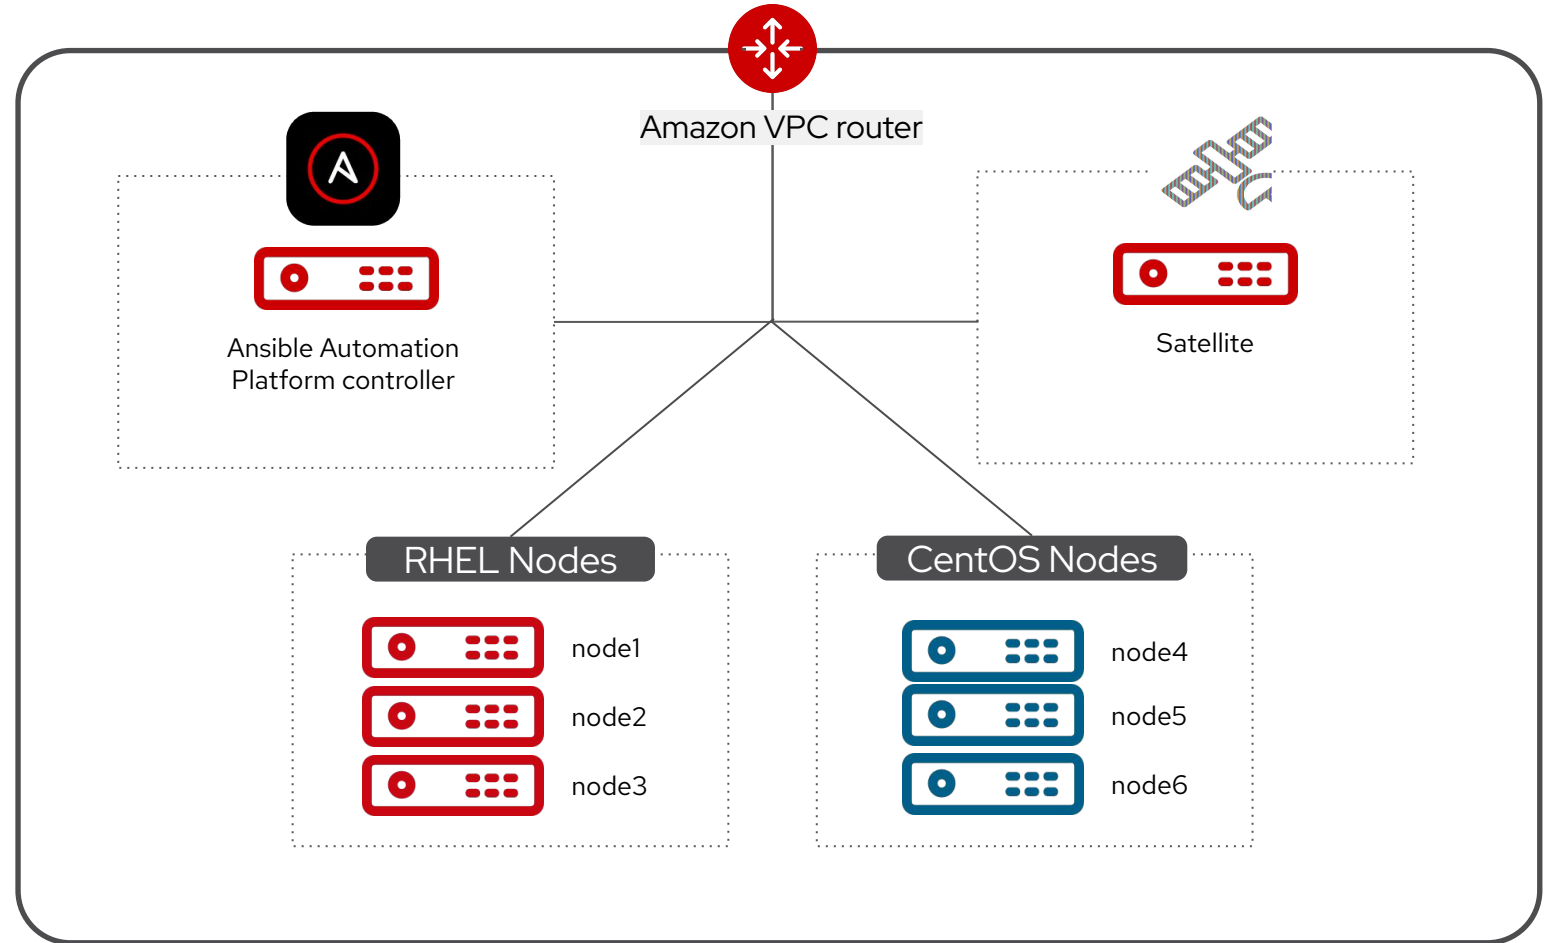 Amazon VPC router
Ansible Automation
Platform controller
Satellite
RHEL Nodes
node1
node2
node3
CentOS Nodes
node4
node5
node6